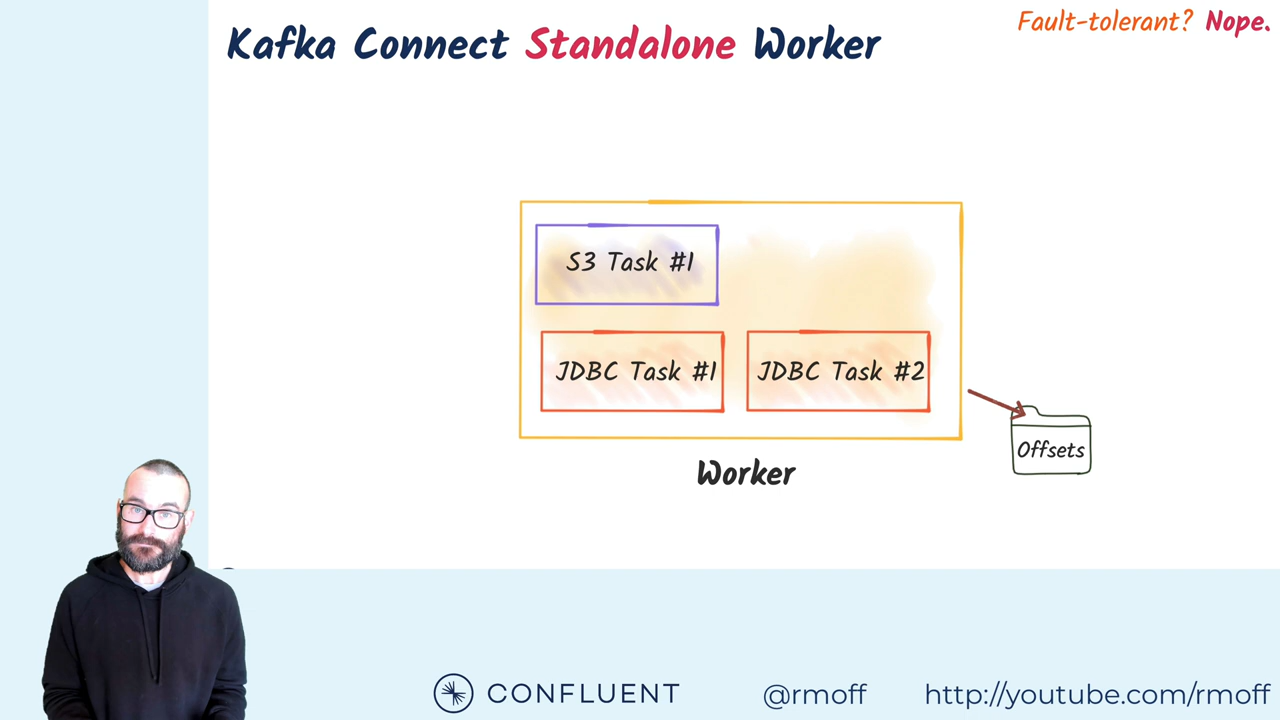 Fault-tolerant? Nope.
Kafka Connect Standalone Worker
S3 Task #1
JDBC Task #1
JDBC Task #2
Offsets
Worker
CONFLUENT
@rmoff
http://youtube.com/rmoff